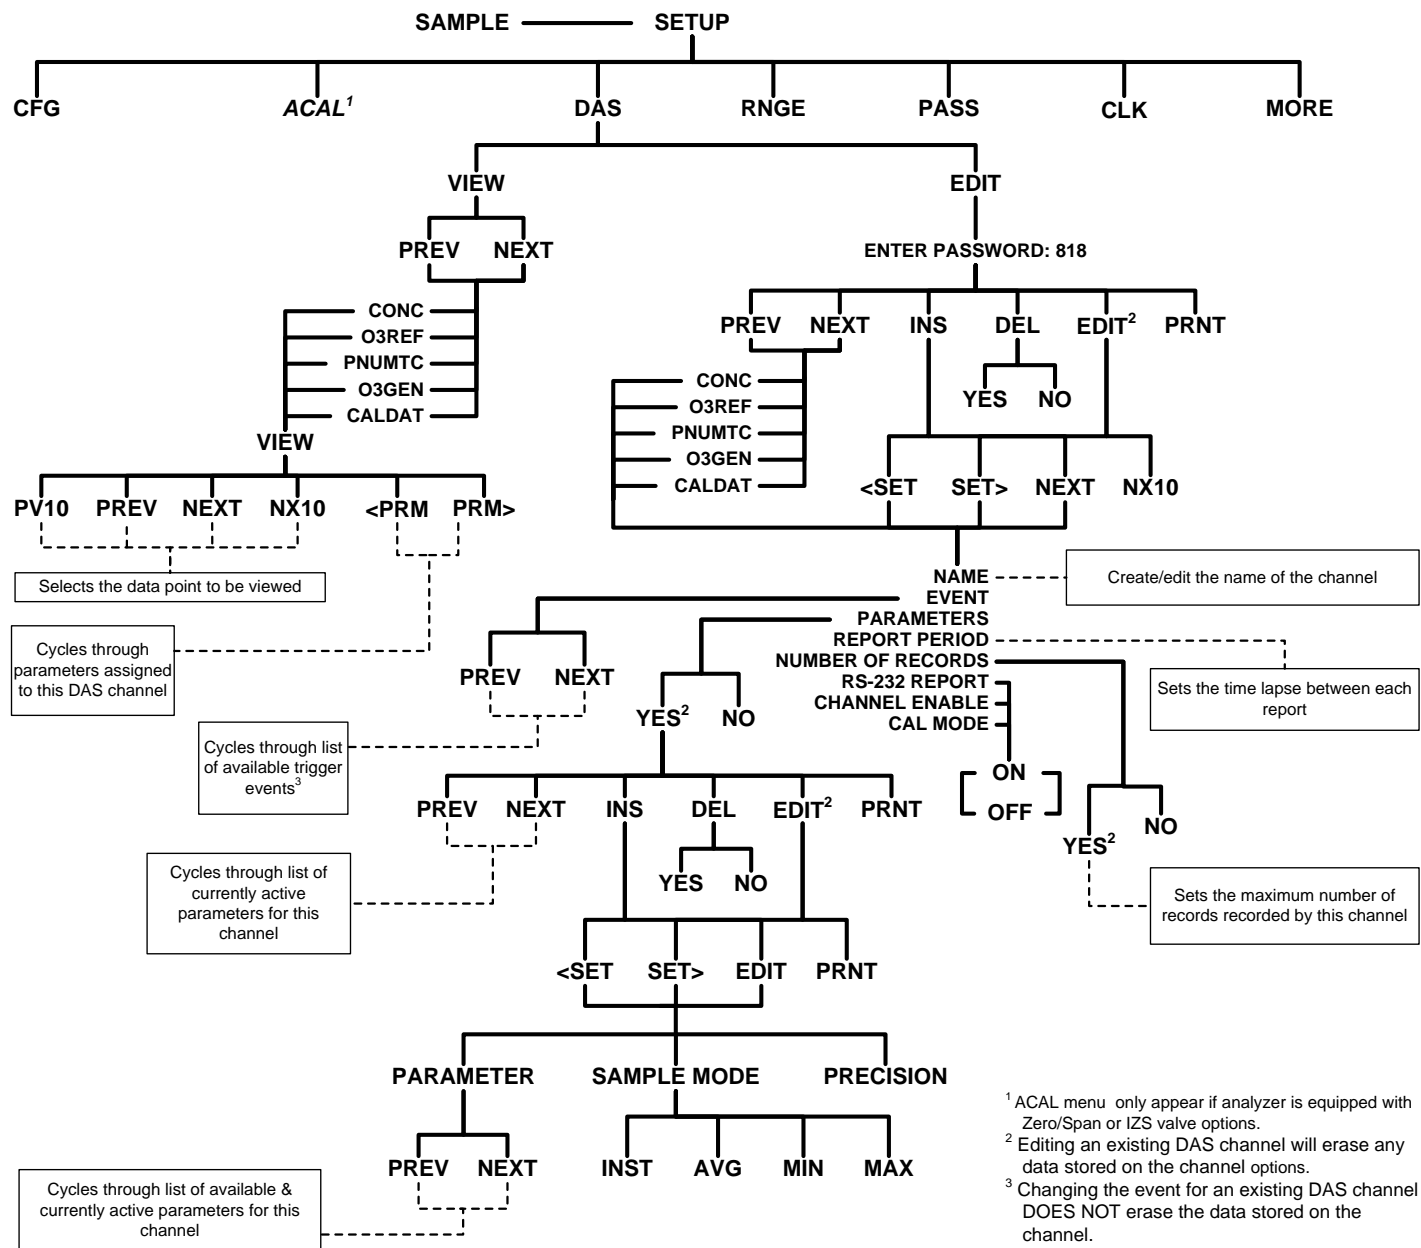 SAMPLE SETUP
CFG ACAL¹ DAS RNGE PASS CLK MORE
VIEW EDIT
PREV NEXT
ENTER PASSWORD: 818
CONC
O3REF
PNUMTC
O3GEN
CALDAT
VIEW
PV10 PREV NEXT NX10 <PRM PRM>
Selects the data point to be viewed
Cycles through
parameters assigned
to this DAS channel
PREV NEXT INS DEL EDIT² PRNT
YES NO
CONC
O3REF
PNUMTC
O3GEN
CALDAT
<SET SET> NEXT NX10
NAME
Create/edit the name of the channel
EVENT
PARAMETERS
REPORT PERIOD
NUMBER OF RECORDS
RS-232 REPORT
CHANNEL ENABLE
CAL MODE
Sets the time lapse between each
report
PREV NEXT
Cycles through list
of available trigger
events³
YES² NO
ON
OFF
YES² NO
Sets the maximum number of
records recorded by this channel
PREV NEXT INS DEL EDIT² PRNT
Cycles through list of
currently active
parameters for this
channel
YES NO
<SET SET> EDIT PRNT
PARAMETER SAMPLE MODE PRECISION
PREV NEXT INST AVG MIN MAX
Cycles through list of available &
currently active parameters for this
channel
¹ ACAL menu only appear if analyzer is equipped with
Zero/Span or IZS valve options.
² Editing an existing DAS channel will erase any
data stored on the channel options.
³ Changing the event for an existing DAS channel
DOES NOT erase the data stored on the
channel.